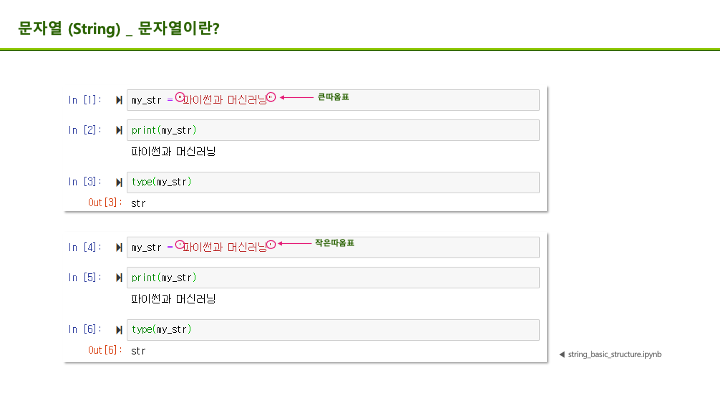 문자열 (String) _ 문자열이란?
In [1]: my_str = "파이썬과 머신러닝" 큰따옴표
In [2]: print(my_str)
파이썬과 머신러닝
In [3]: type(my_str)
Out[3]: str
In [4]: my_str = '파이썬과 머신러닝' 작은따옴표
In [5]: print(my_str)
파이썬과 머신러닝
In [6]: type(my_str)
Out[6]: str
◀ string_basic_structure.ipynb